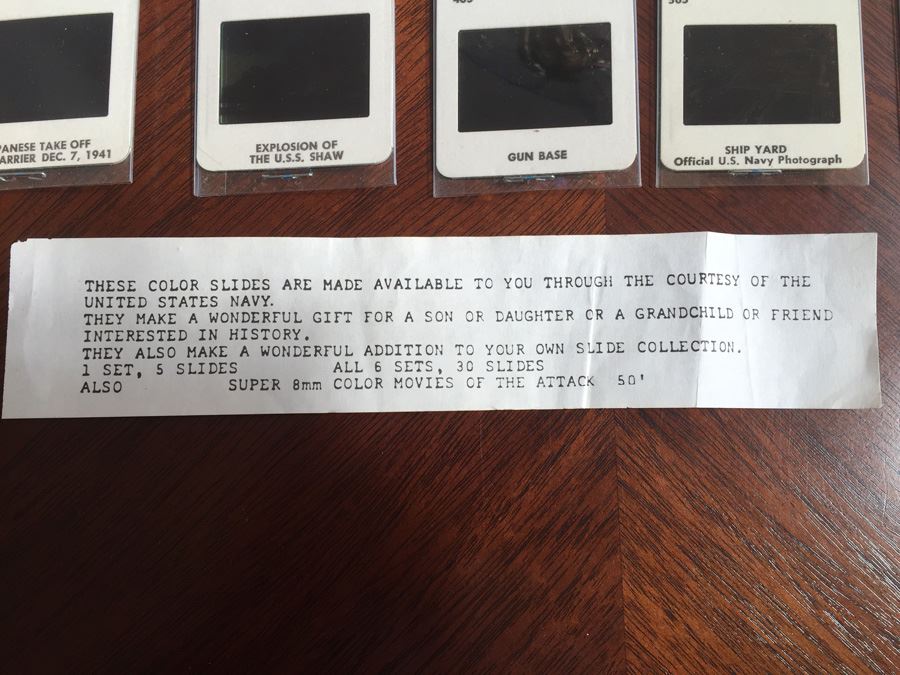 PANESE TAKE OFF
ARRIER DEC. 7, 1941
EXPLOSION OF
THE U.S.S. SHAW
GUN BASE
SHIP YARD
Official U.S. Navy Photograph
THESE COLOR SLIDES ARE MADE AVAILABLE TO YOU THROUGH THE COURTESY OF THE
UNITED STATES NAVY.
THEY MAKE A WONDERFUL GIFT FOR A SON OR DAUGHTER OR A GRANDCHILD OR FRIEND
INTERESTED IN HISTORY.
THEY ALSO MAKE A WONDERFUL ADDITION TO YOUR OWN SLIDE COLLECTION.
1 SET, 5 SLIDES ALL 6 SETS, 30 SLIDES
ALSO SUPER 8mm COLOR MOVIES OF THE ATTACK 50'